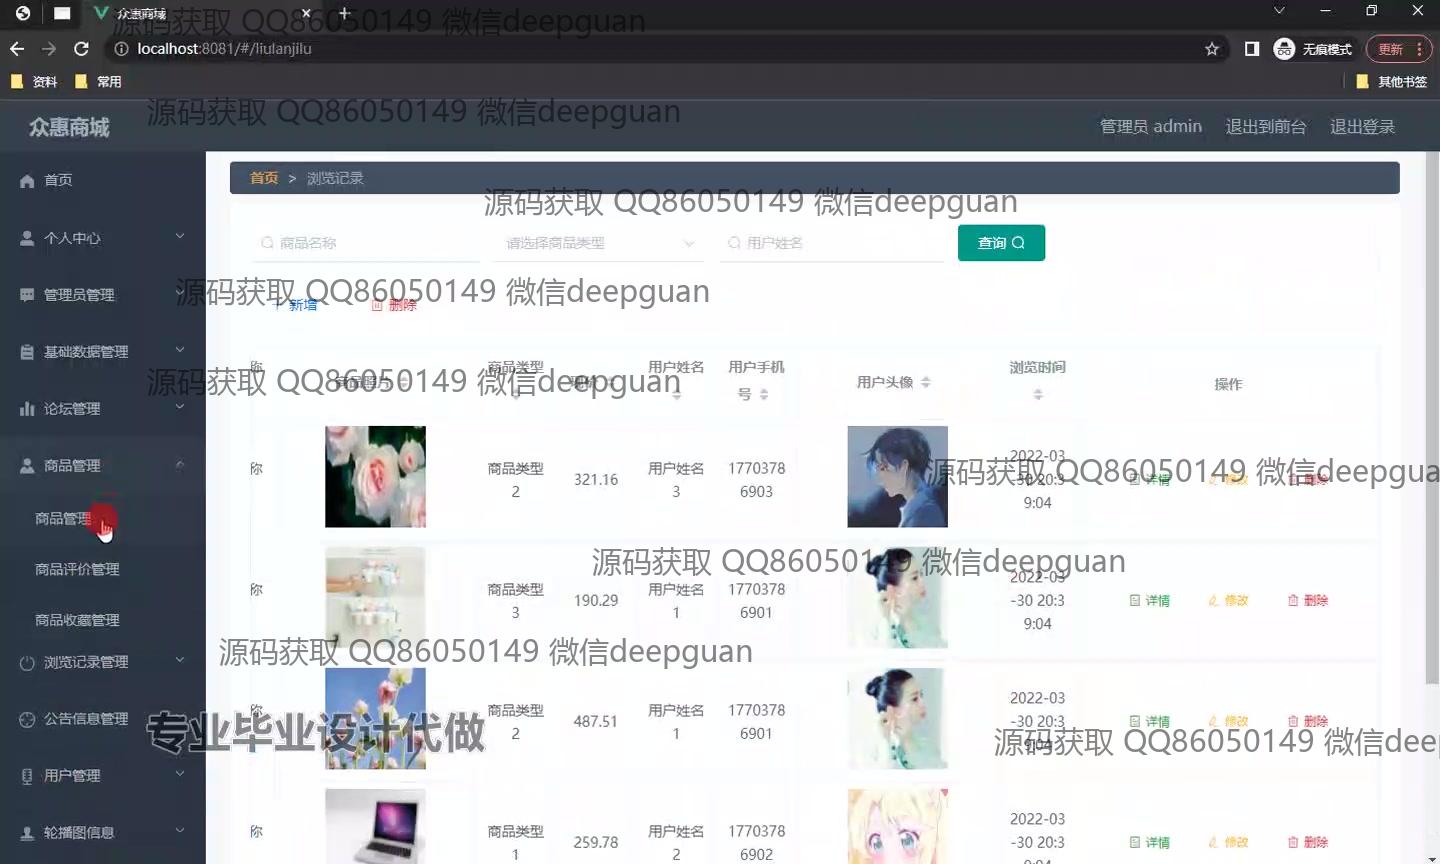 众惠商城
localhost:8081/#/liulanjilu
无痕模式
更新
资料
常用
其他书签
源码获取 QQ86050149 微信deepguan
源码获取 QQ86050149 微信deepguan
众惠商城
管理员 admin
退出到前台
退出登录
首页
个人中心
管理员管理
基础数据管理
论坛管理
商品管理
商品管理
商品评价管理
商品收藏管理
浏览记录管理
公告信息管理
用户管理
轮播图信息
首页 > 浏览记录
源码获取 QQ86050149 微信deepguan
商品名称
请选择商品类型
用户姓名
查询
源码获取 QQ86050149 微信deepguan
+ 新增
删除
商品类型
用户姓名
用户手机
号
用户头像
浏览时间
操作
源码获取 QQ86050149 微信deepguan
你
商品类型
2
321.16
用户姓名
3
1770378
6903
2022-03
-30 20:3
9:04
详情
修改
删除
源码获取 QQ86050149 微信deepgua
你
商品类型
3
190.29
用户姓名
1
1770378
6901
2022-03
-30 20:3
9:04
详情
修改
删除
源码获取 QQ86050149 微信deepguan
源码获取 QQ86050149 微信deepguan
你
商品类型
2
487.51
用户姓名
1
1770378
6901
2022-03
-30 20:3
9:04
详情
修改
删除
专业毕业设计代做
源码获取 QQ86050149 微信deep
你
商品类型
1
259.78
用户姓名
2
1770378
6902
2022-03
-30 20:3
9:04
详情
修改
删除